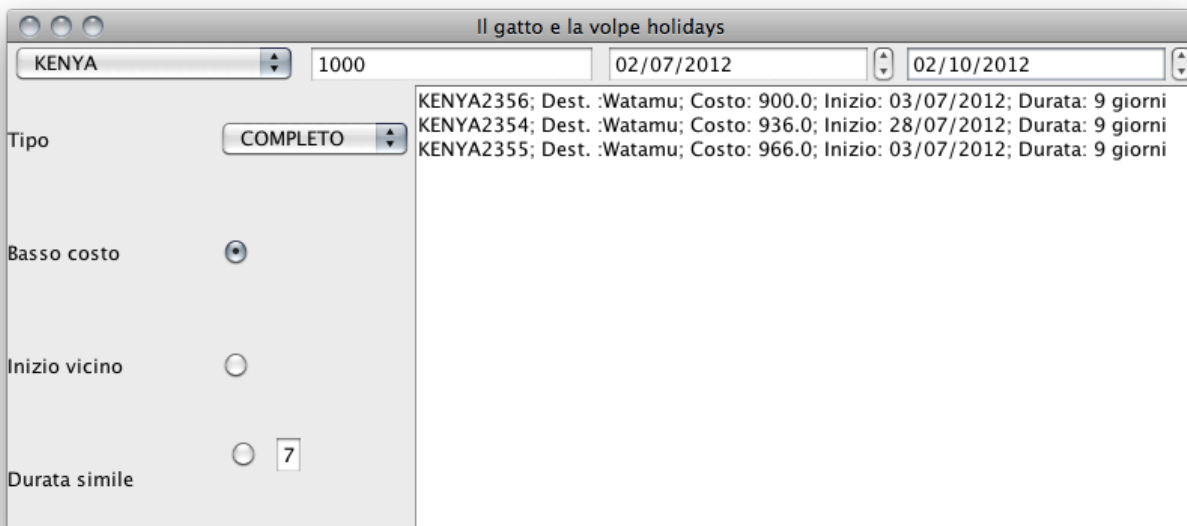 Il gatto e la volpe holidays
KENYA 1000 02/07/2012 02/10/2012
KENYA2356; Dest. :Watamu; Costo: 900.0; Inizio: 03/07/2012; Durata: 9 giorni
KENYA2354; Dest. :Watamu; Costo: 936.0; Inizio: 28/07/2012; Durata: 9 giorni
KENYA2355; Dest. :Watamu; Costo: 966.0; Inizio: 03/07/2012; Durata: 9 giorni
Tipo COMPLETO
Basso costo
Inizio vicino
Durata simile 7